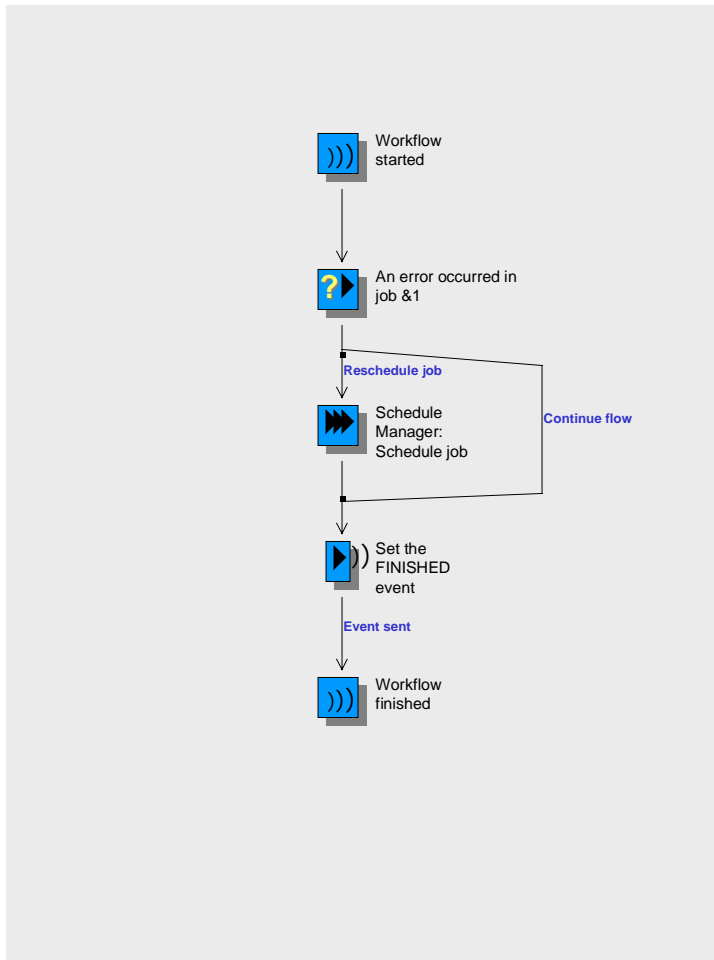 Workflow
started
An error occurred in
job &1
Reschedule job
Continue flow
Schedule
Manager:
Schedule job
Set the
FINISHED
event
Event sent
Workflow
finished